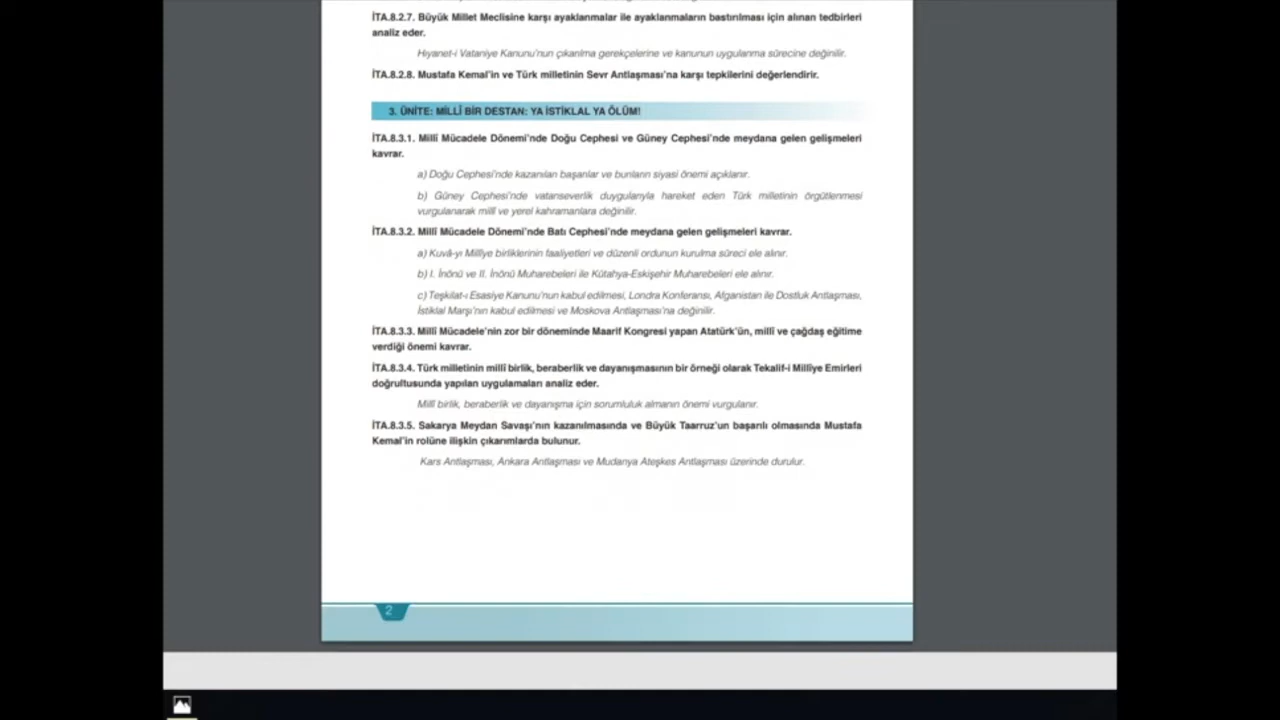 İTA.8.2.7. Büyük Millet Meclisine karşı ayaklanmalar ile ayaklanmaların bastırılması için alınan tedbirleri
analiz eder.
Hıyanet-i Vataniye Kanunu'nun çıkarılma gerekçelerine ve kanunun uygulanma sürecine değinilir.
İTA.8.2.8. Mustafa Kemal'in ve Türk milletinin Sevr Antlaşması'na karşı tepkilerini değerlendirir.
3. ÜNİTE: MİLLÎ BİR DESTAN: YA İSTİKLAL YA ÖLÜM!
İTA.8.3.1. Millî Mücadele Dönemi'nde Doğu Cephesi ve Güney Cephesi'nde meydana gelen gelişmeleri
kavrar.
a) Doğu Cephesi'nde kazanılan başarılar ve bunların siyasi önemi açıklanır.
b) Güney Cephesi'nde vatanseverlik duygularıyla hareket eden Türk milletinin örgütlenmesi
vurgulanarak millî ve yerel kahramanlara değinilir.
İTA.8.3.2. Millî Mücadele Dönemi'nde Batı Cephesi'nde meydana gelen gelişmeleri kavrar.
a) Kuvâ-yı Millîye birliklerinin faaliyetleri ve düzenli ordunun kurulma süreci ele alınır.
b) I. İnönü ve II. İnönü Muharebeleri ile Kütahya-Eskişehir Muharebeleri ele alınır.
c) Teşkilat-ı Esasiye Kanunu'nun kabul edilmesi, Londra Konferansı, Afganistan ile Dostluk Antlaşması,
İstiklal Marşı'nın kabul edilmesi ve Moskova Antlaşması'na değinilir.
İTA.8.3.3. Millî Mücadele'nin zor bir döneminde Maarif Kongresi yapan Atatürk'ün, millî ve çağdaş eğitime
verdiği önemi kavrar.
İTA.8.3.4. Türk milletinin millî birlik, beraberlik ve dayanışmasının bir örneği olarak Tekalif-i Millîye Emirleri
doğrultusunda yapılan uygulamaları analiz eder.
Millî birlik, beraberlik ve dayanışma için sorumluluk almanın önemi vurgulanır.
İTA.8.3.5. Sakarya Meydan Savaşı'nın kazanılmasında ve Büyük Taarruz'un başarılı olmasında Mustafa
Kemal'in rolüne ilişkin çıkarımlarda bulunur.
Kars Antlaşması, Ankara Antlaşması ve Mudanya Ateşkes Antlaşması üzerinde durulur.
2